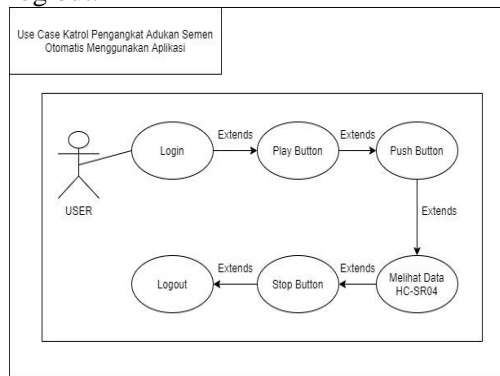 Use Case Katrol Pengangkat Adukan Semen
Otomatis Menggunakan Aplikasi
Login
Extends
Play Button
Extends
Push Button
USER
Extends
Logout
Extends
Stop Button
Extends
Melihat Data
HC-SR04